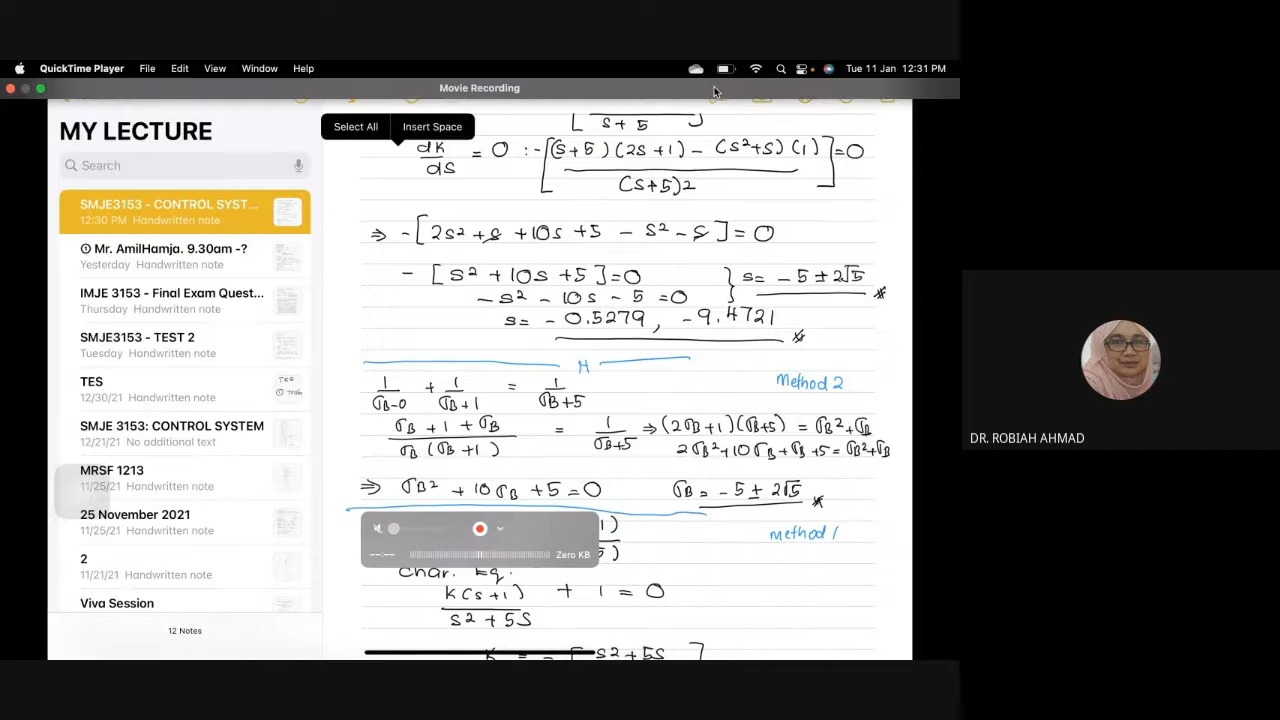 QuickTime Player File Edit View Window Help Tue 11 Jan 12:31 PM
Movie Recording
MY LECTURE
Search
SMJE3153 - CONTROL SYST...
12:30 PM Handwritten note
Mr. AmilHamja. 9.30am -?
Yesterday Handwritten note
IMJE 3153 - Final Exam Quest...
Thursday Handwritten note
SMJE3153 - TEST 2
Tuesday Handwritten note
TES
12/30/21 Handwritten note
SMJE 3153: CONTROL SYSTEM
12/21/21 No additional text
MRSF 1213
11/25/21 Handwritten note
25 November 2021
11/25/21 Handwritten note
2
11/21/21 Handwritten note
Viva Session
12 Notes
Select All Insert Space
[ s+5 ]
dK/ds = 0 : -[ (s+5)(2s+1) - (s²+s)(1) / (s+5)2 ] = 0
⇒ -[2s²+s+10s+5 - s² - s] = 0
- [s²+10s+5] = 0 } s = -5 ± 2√5
- s² - 10s - 5 = 0
s = -0.5279, -9.4721
Method 2
1/σB-0 + 1/σB+1 = 1/σB+5
σB+1+σB / σB(σB+1) = 1/σB+5 ⇒ (2σB+1)(σB+5) = σB²+σB
2σB²+10σB+σB+5 = σB²+σB
⇒ σB² + 10σB + 5 = 0 σB = -5 ± 2√5
method 1
--:-- Zero KB
Char. Eq.
K(s+1) / s²+5s + 1 = 0
K = - [ s²+5s ]
DR. ROBIAH AHMAD